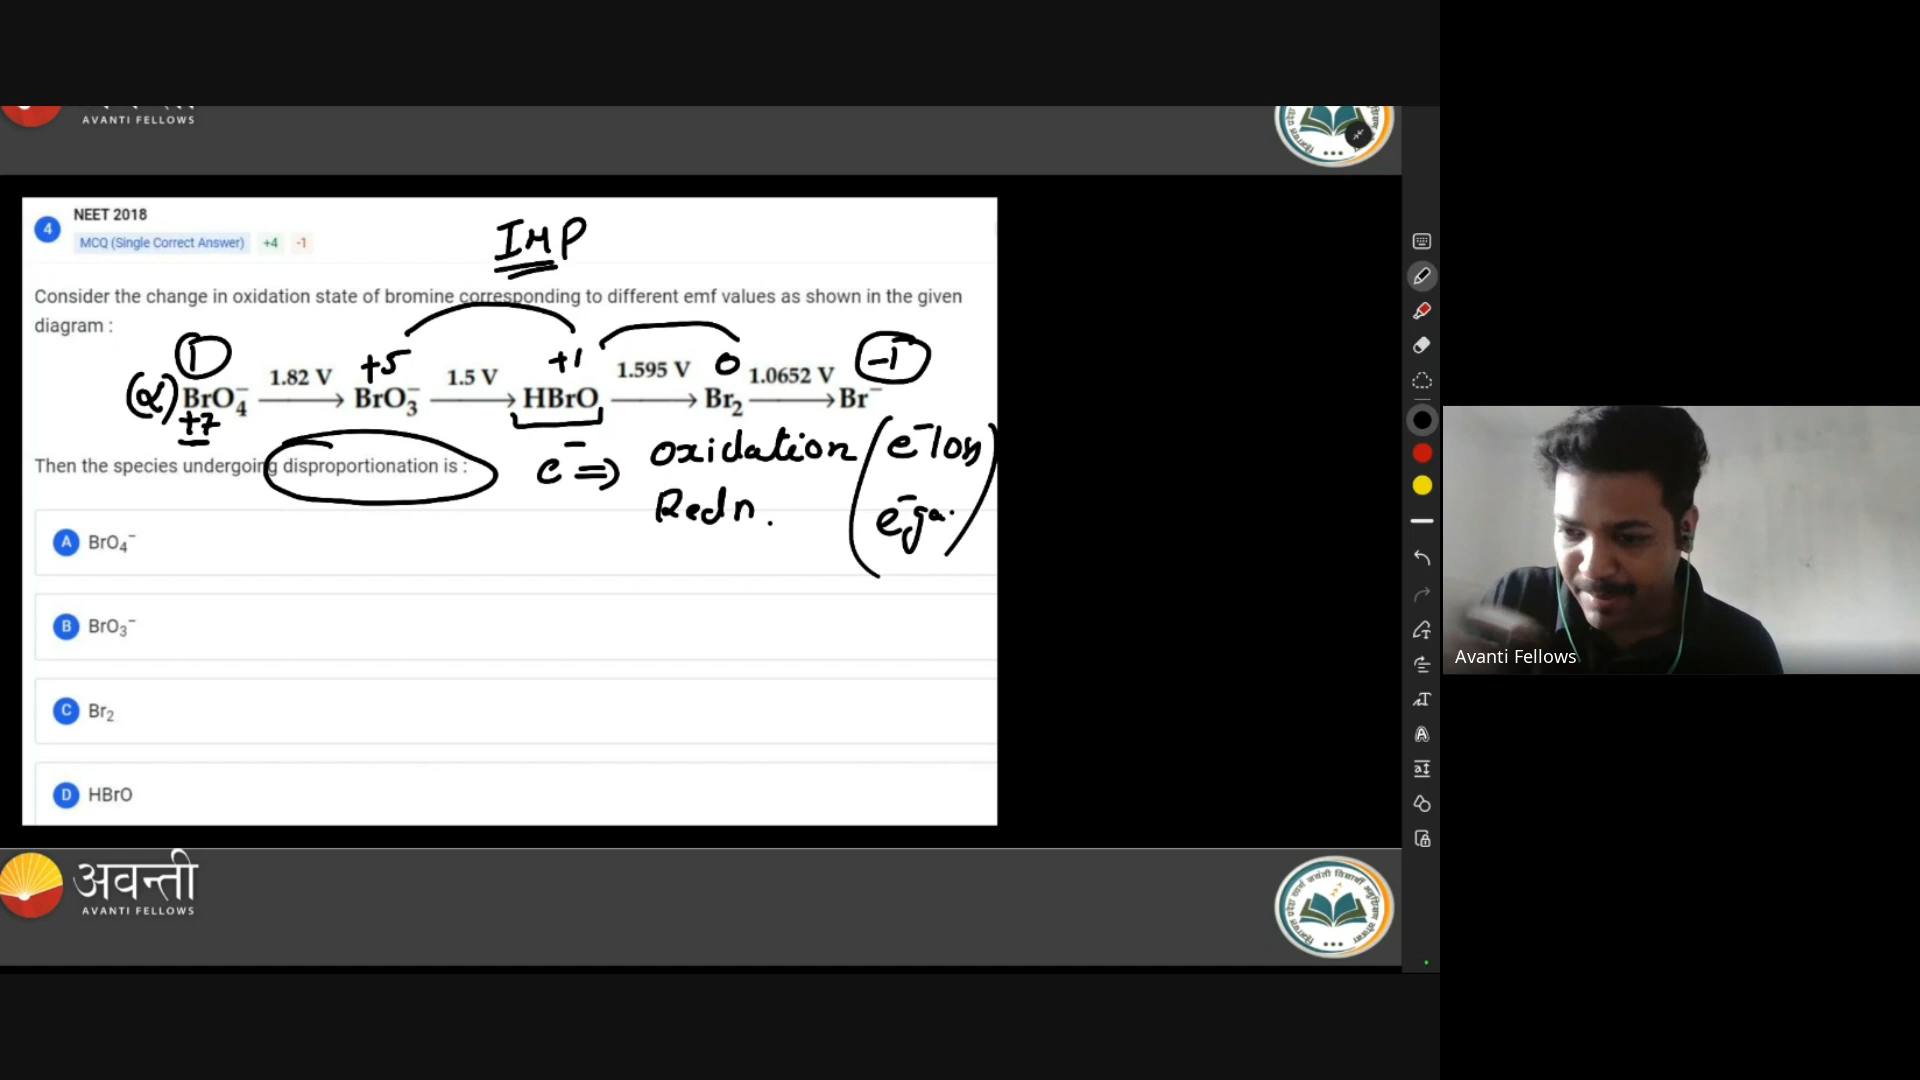 AVANTI FELLOWS
4
NEET 2018
MCQ (Single Correct Answer) +4 -1
IMP
Consider the change in oxidation state of bromine corresponding to different emf values as shown in the given
diagram :
1 +5 +1 0 -1
(α) BrO₄⁻ 1.82 V → BrO₃⁻ 1.5 V → HBrO 1.595 V → Br₂ 1.0652 V → Br⁻
+7
Then the species undergoing disproportionation is :
e⁻ ⇒ oxidation (e⁻ loss)
Redn. e⁻ga.
A BrO₄⁻
B BrO₃⁻
C Br₂
D HBrO
Avanti Fellows
अवन्ती
AVANTI FELLOWS